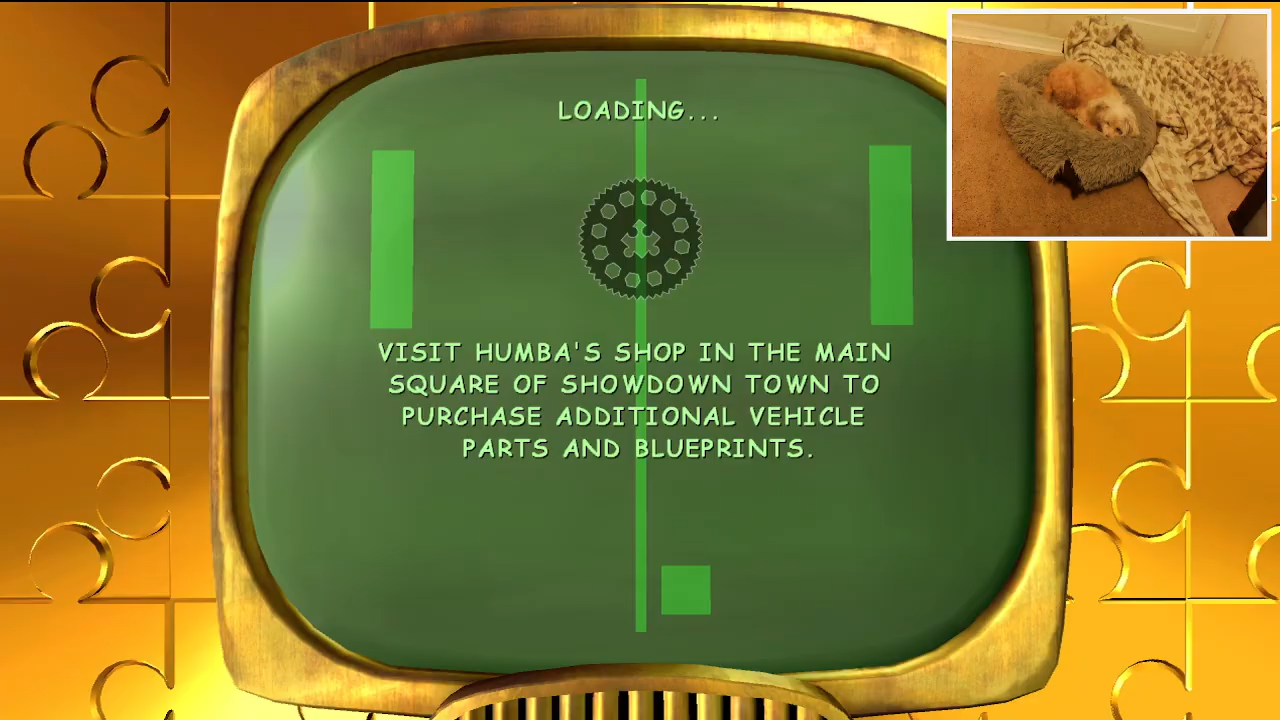 LOADING...
VISIT HUMBA'S SHOP IN THE MAIN
SQUARE OF SHOWDOWN TOWN TO
PURCHASE ADDITIONAL VEHICLE
PARTS AND BLUEPRINTS.